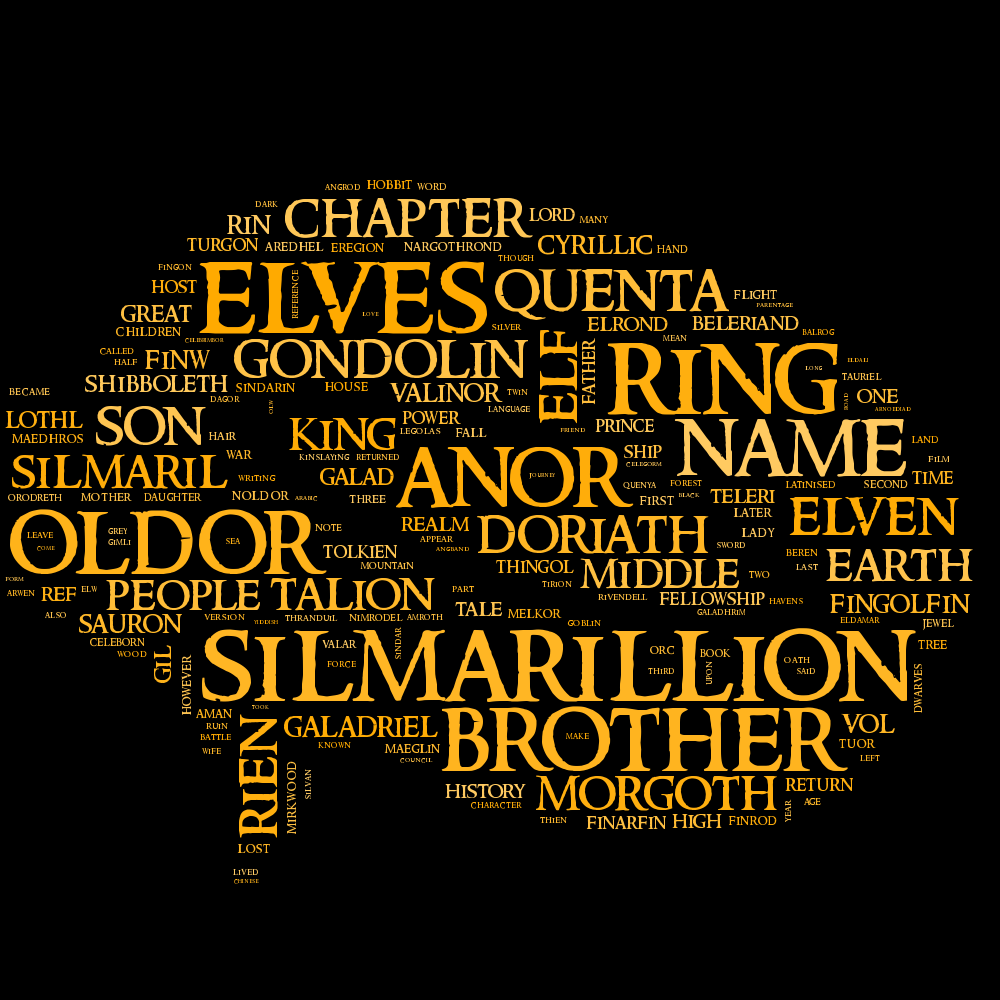 ANGROD HOBBIT WORD
DARK
RIN CHAPTER LORD MANY
TURGON AREDHEL EREGION NARGOTHROND CYRILLIC HAND
THOUGH
FINGON ELVES REFERENCE QUENTA
HOST LOVE FLIGHT
PARENTAGE
GREAT SILVER ELROND BELERIAND
CHILDREN CELEBRIMBOR MEAN BALROG
CALLED GONDOLIN ELF FATHER RING
HALF FINW LONG TAURIEL
SHIBBOLETH SINDARIN HOUSE VALINOR TWIN ONE
BECAME DAGOR OLW LANGUAGE ROAD ARNOEDIAD
LOTHL SON POWER PRINCE NAME
MAEDHROS HAIR KING LEGOLAS FALL FRIEND LAND
WAR KINSLAYING RETURNED SHIP
SILMARIL WRITING GALAD ANOR JOURNEY CELEGORM FILM
QUENYA FOREST LATINISED SECOND TIME
ORODRETH MOTHER DAUGHTER NOLDOR ARABIC THREE FIRST BLACK TELERI
OLDOR LATER ELVEN
LEAVE GREY NOTE REALM DORIATH LADY
COME GIMLI SEA APPEAR SWORD
TOLKIEN ANGBAND BEREN
MOUNTAIN THINGOL MIDDLE LAST EARTH
FORM TIRION TWO
ARWEN REF ELW PEOPLE TALION PART RIVENDELL FELLOWSHIP HAVENS FINGOLFIN
ALSO SAURON VERSION YIDDISH THRANDUIL NIMRODEL AMROTH TALE MELKOR GALADHRIM ELDAMAR JEWEL
GOBLIN
CELEBORN SILMARILLION TREE
WOOD GIL HOWEVER VALAR SINDAR ORC BOOK OATH
FORCE THIRD UPON SAID DWARVES
AMAN TOOK
RUIN GALADRIEL BROTHER VOL
BATTLE RIEN KNOWN MAKE TUOR
WIFE MAEGLIN LEFT
COUNCIL
MIRKWOOD SILVAN HISTORY MORGOTH RETURN
CHARACTER YEAR AGE
THIEN FINARFIN HIGH FINROD
LOST
LIVED
CHINESE